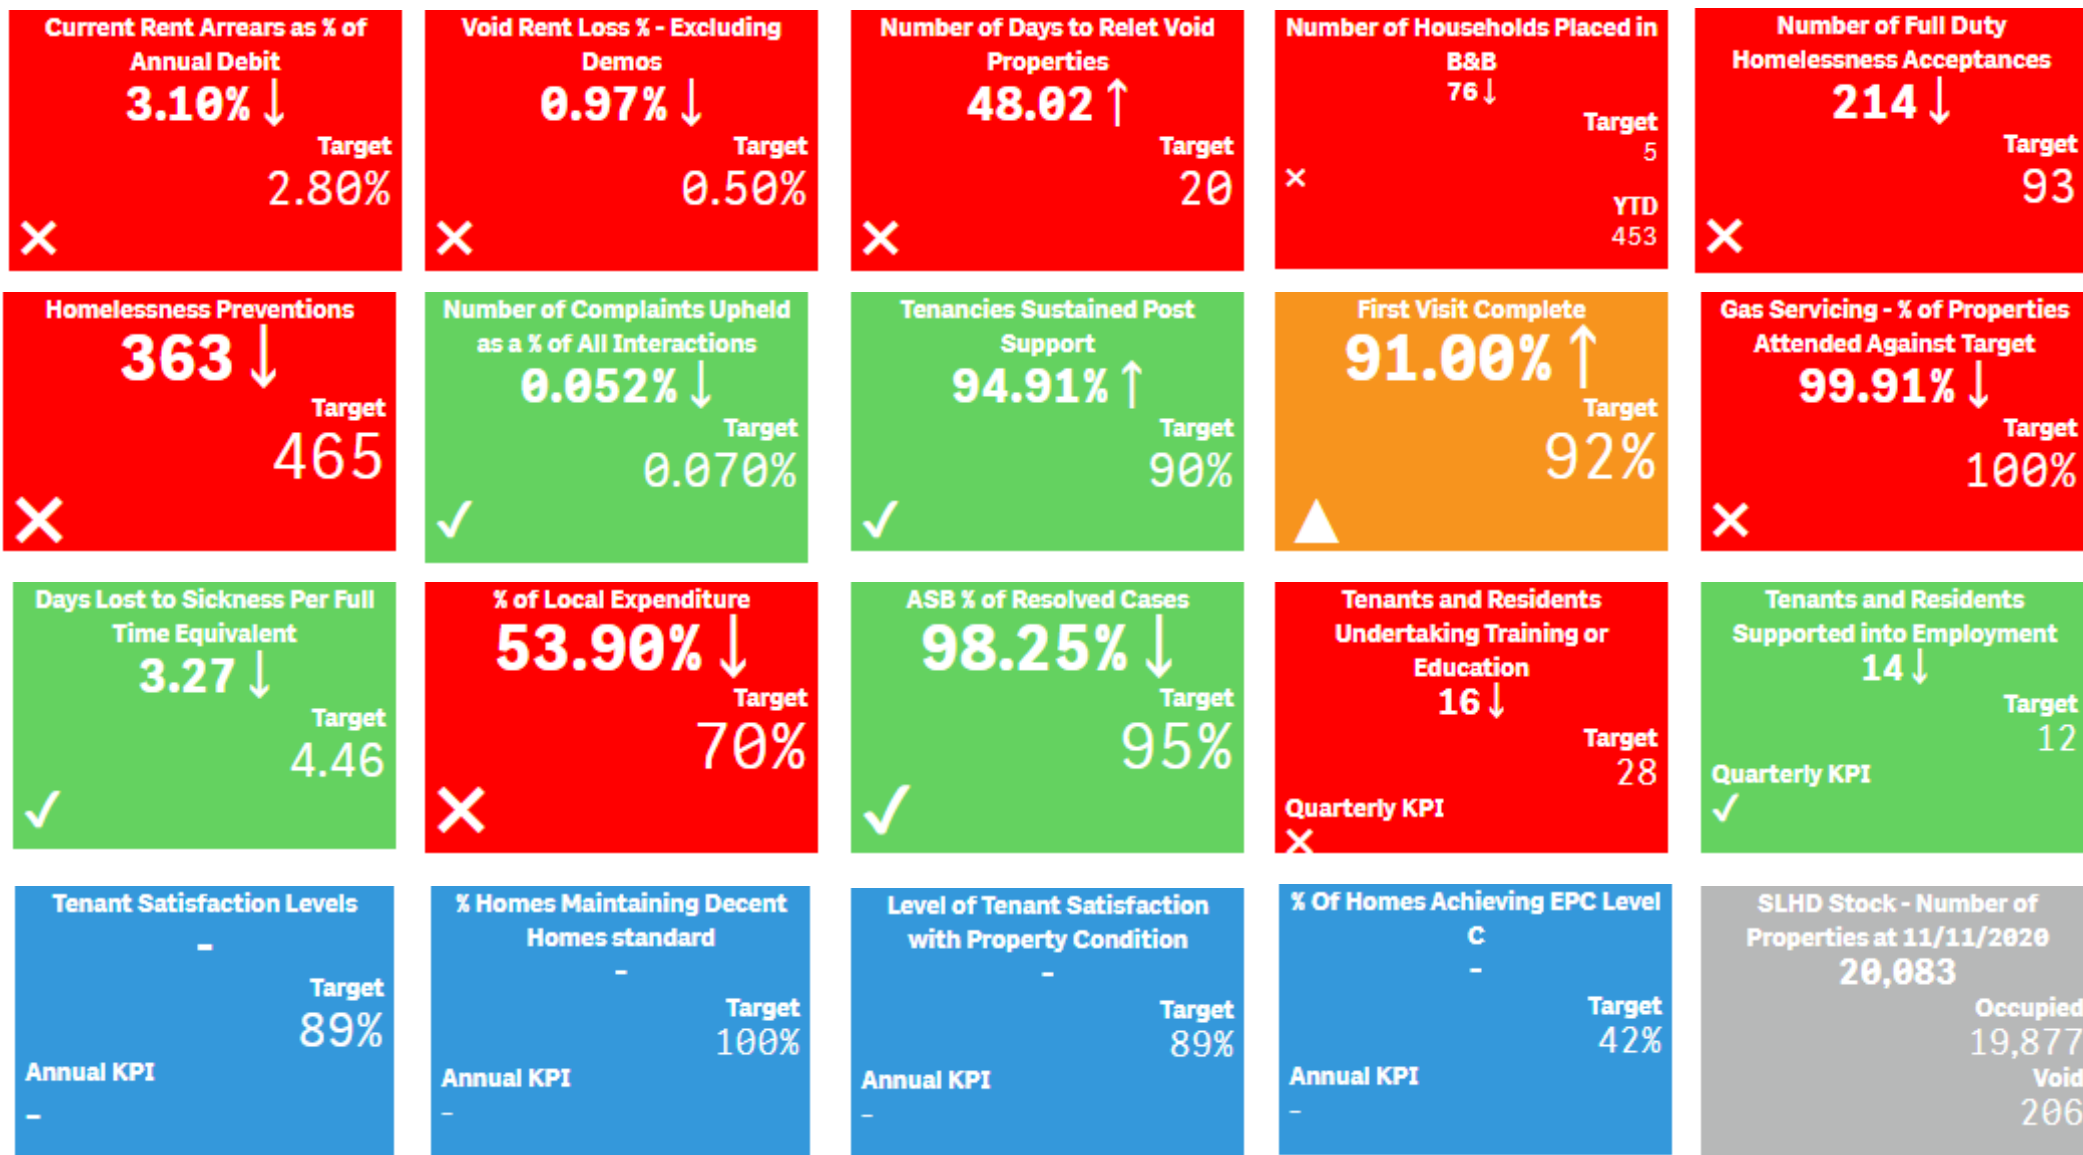 Current Rent Arrears as % of
Annual Debit
3.10% ↓
Target
2.80%
✕
Void Rent Loss % - Excluding
Demos
0.97% ↓
Target
0.50%
✕
Number of Days to Relet Void
Properties
48.02 ↑
Target
20
✕
Number of Households Placed in
B&B
76 ↓
Target
5
✕
YTD
453
Number of Full Duty
Homelessness Acceptances
214 ↓
Target
93
✕
Homelessness Preventions
363 ↓
Target
465
✕
Number of Complaints Upheld
as a % of All Interactions
0.052% ↓
Target
0.070%
✓
Tenancies Sustained Post
Support
94.91% ↑
Target
90%
✓
First Visit Complete
91.00% ↑
Target
92%
▲
Gas Servicing - % of Properties
Attended Against Target
99.91% ↓
Target
100%
✕
Days Lost to Sickness Per Full
Time Equivalent
3.27 ↓
Target
4.46
✓
% of Local Expenditure
53.90% ↓
Target
70%
✕
ASB % of Resolved Cases
98.25% ↓
Target
95%
✓
Tenants and Residents
Undertaking Training or
Education
16 ↓
Target
28
Quarterly KPI
✕
Tenants and Residents
Supported into Employment
14 ↓
Target
12
Quarterly KPI
✓
Tenant Satisfaction Levels
-
Target
89%
Annual KPI
-
% Homes Maintaining Decent
Homes standard
-
Target
100%
Annual KPI
-
Level of Tenant Satisfaction
with Property Condition
-
Target
89%
Annual KPI
-
% Of Homes Achieving EPC Level
C
-
Target
42%
Annual KPI
-
SLHD Stock - Number of
Properties at 11/11/2020
20,083
Occupied
19,877
Void
206